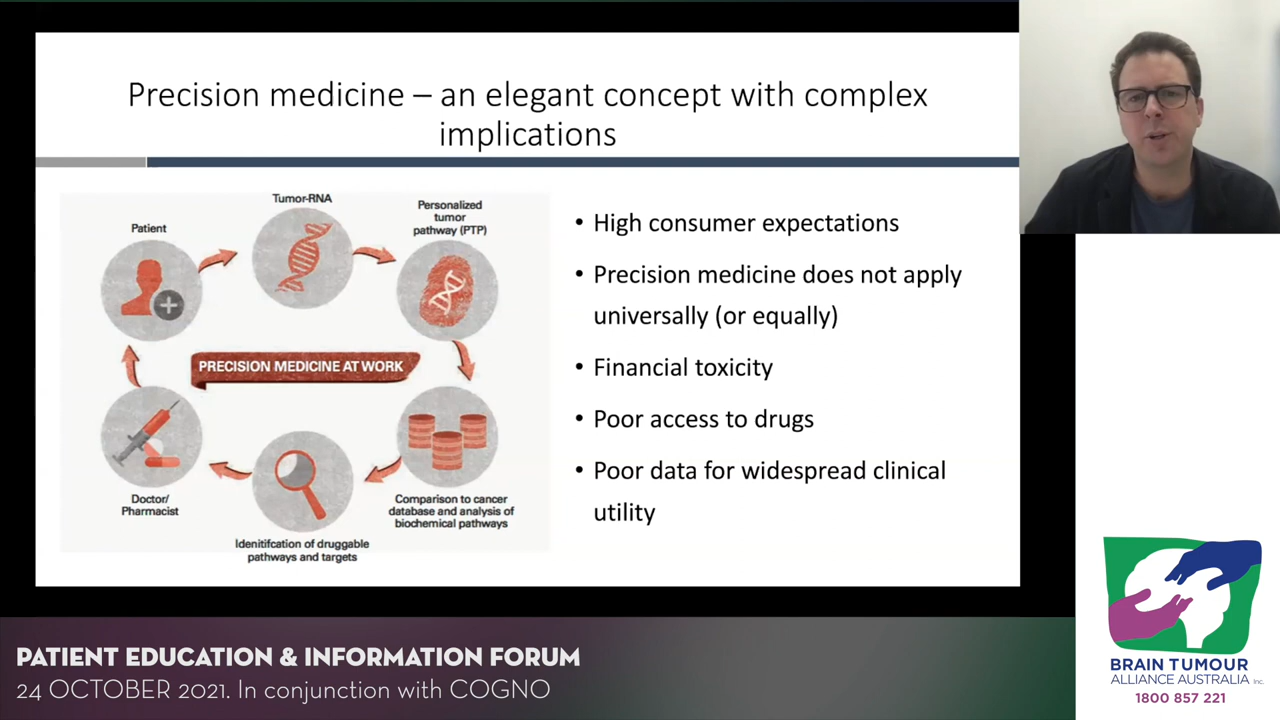 Precision medicine – an elegant concept with complex
implications
Tumor-RNA
Personalized
tumor
pathway (PTP)
Patient
PRECISION MEDICINE AT WORK
Doctor/
Pharmacist
Comparison to cancer
database and analysis of
biochemical pathways
Idenitifcation of druggable
pathways and targets
• High consumer expectations
• Precision medicine does not apply
universally (or equally)
• Financial toxicity
• Poor access to drugs
• Poor data for widespread clinical
utility
BRAIN TUMOUR
ALLIANCE AUSTRALIA Inc.
1800 857 221
PATIENT EDUCATION & INFORMATION FORUM
24 OCTOBER 2021. In conjunction with COGNO